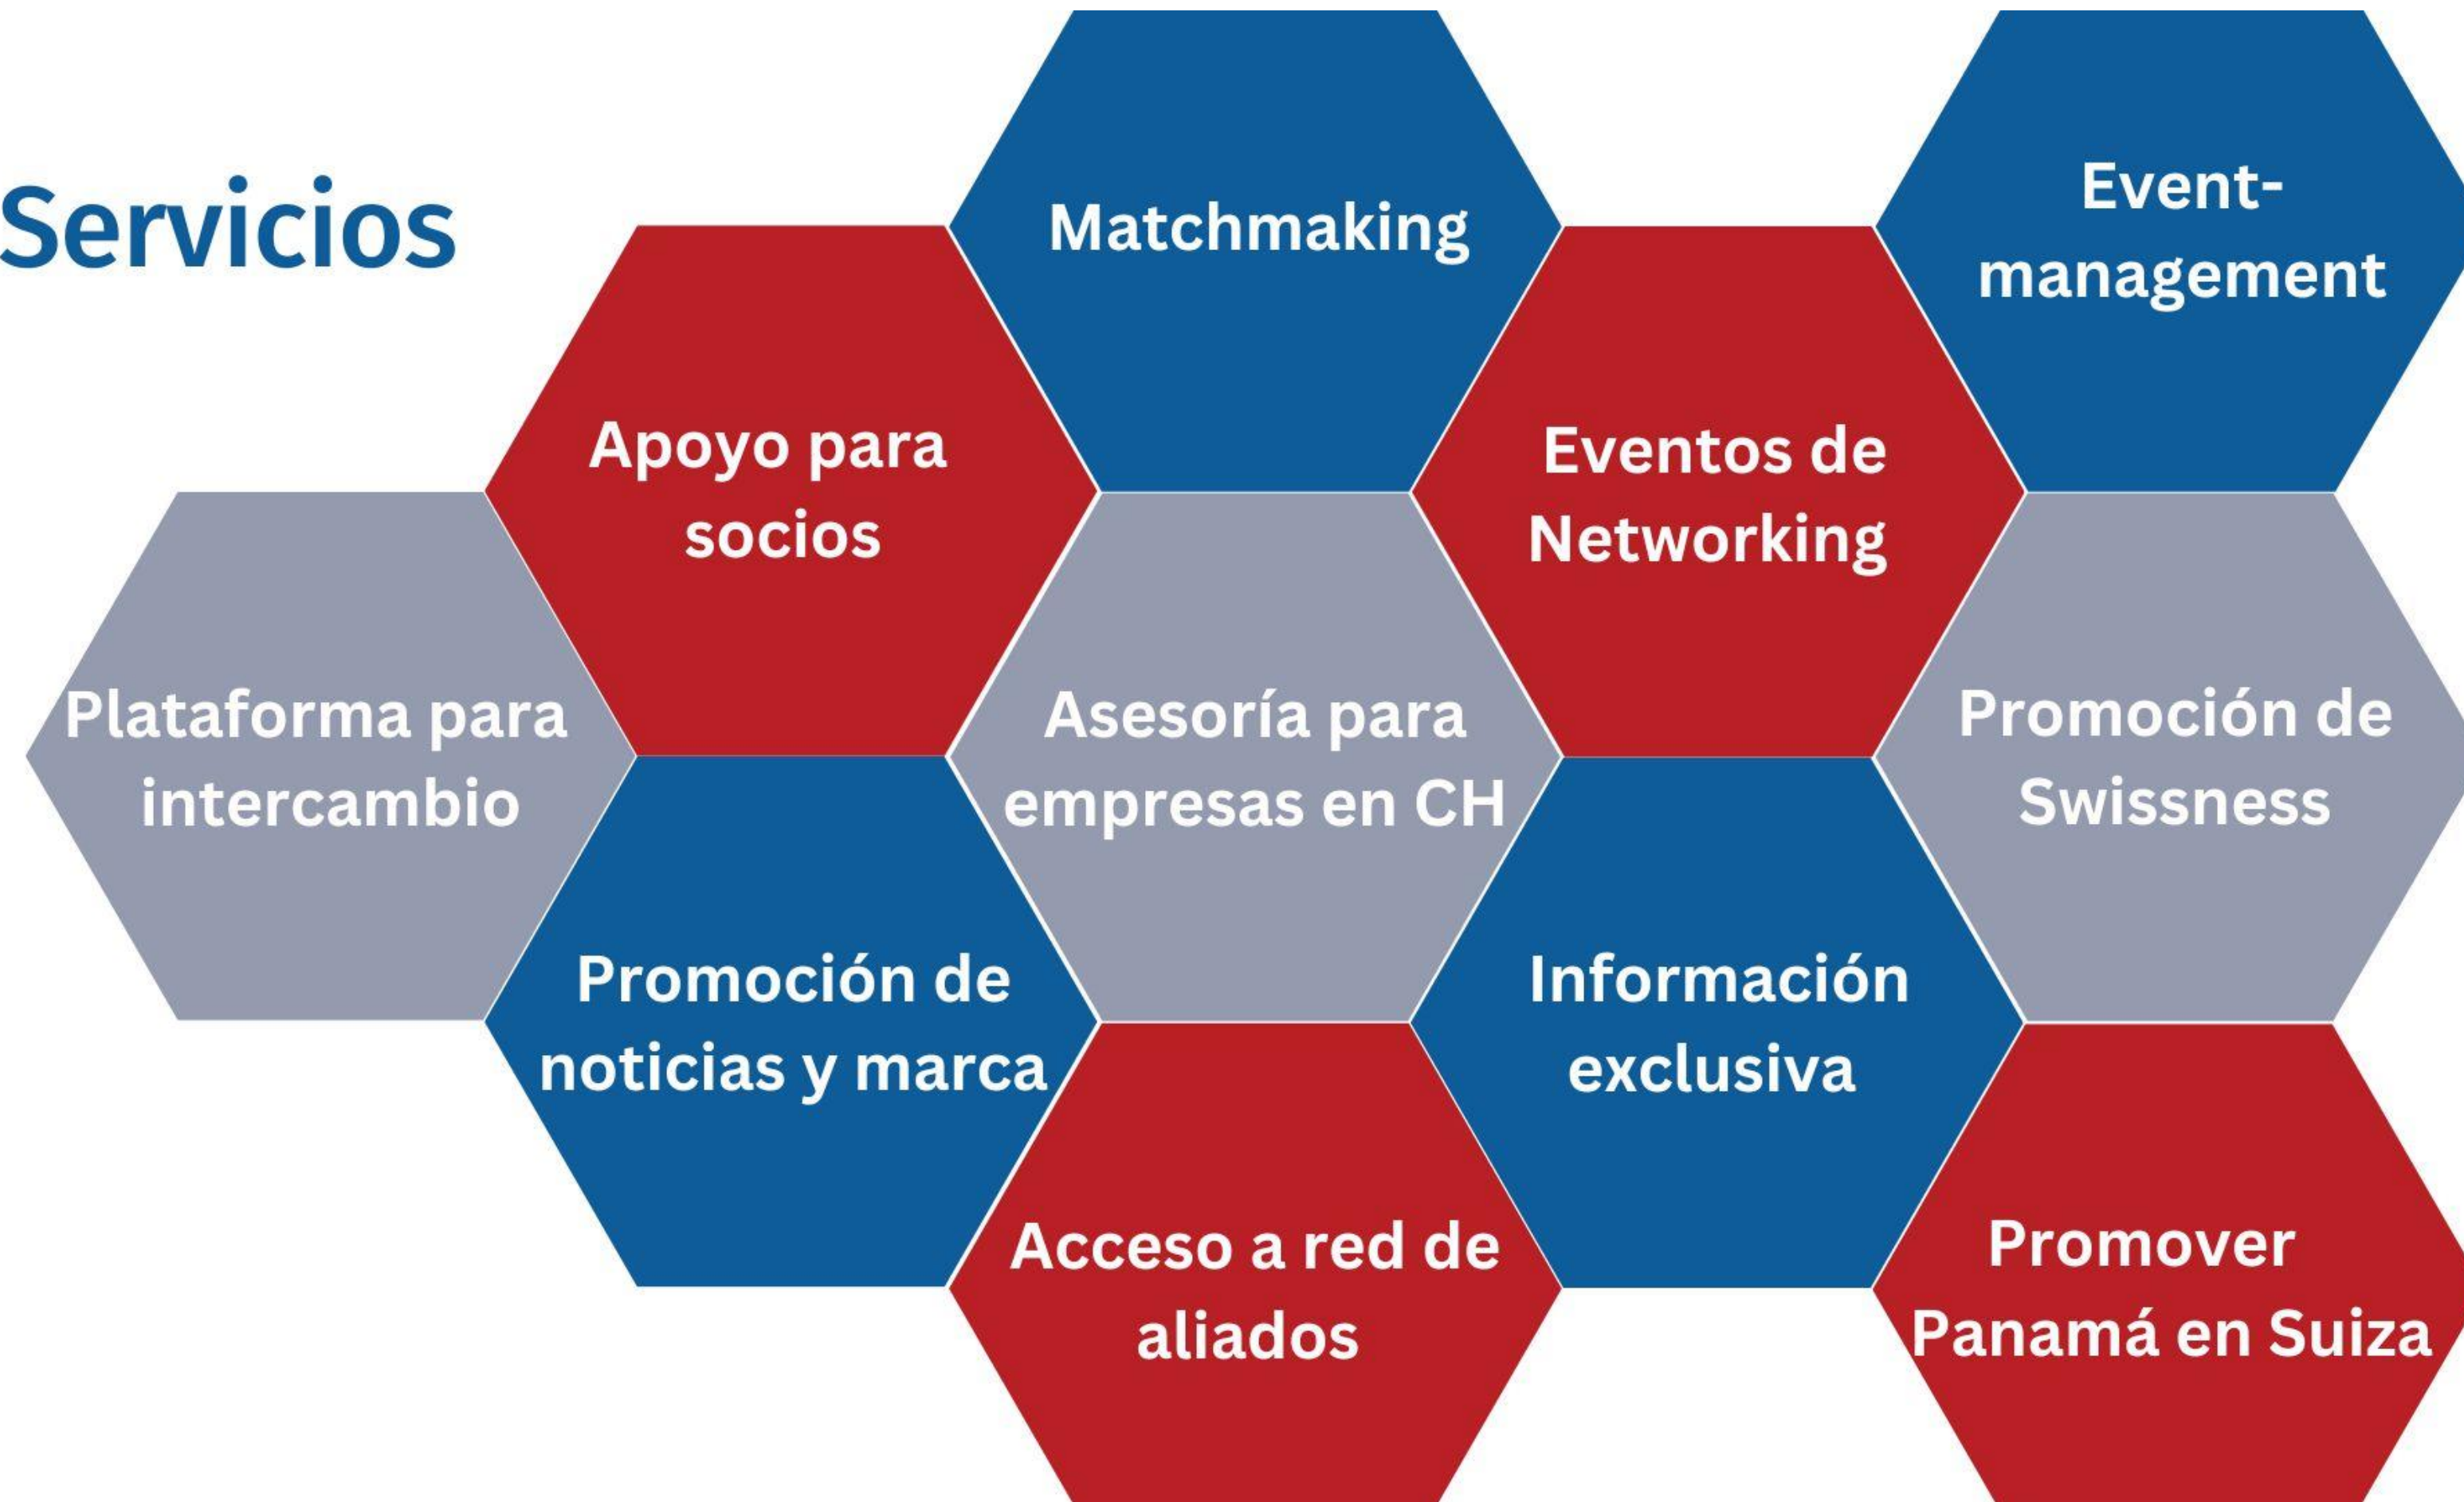 Servicios
Matchmaking
Event-
management
Apoyo para
socios
Eventos de
Networking
Plataforma para
intercambio
Asesoría para
empresas en CH
Promoción de
Swissness
Promoción de
noticias y marca
Información
exclusiva
Acceso a red de
aliados
Promover
Panamá en Suiza